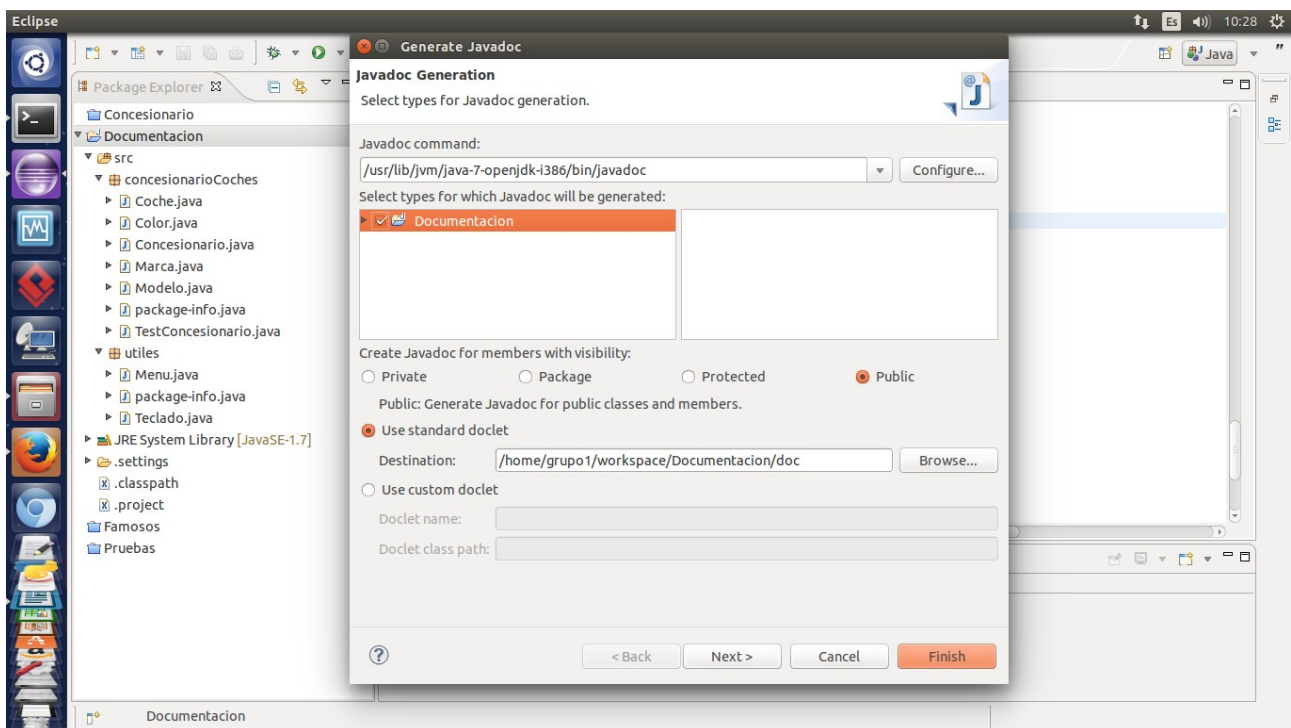 Eclipse
Es
10:28
Generate Javadoc
Java
Javadoc Generation
Select types for Javadoc generation.
Package Explorer
Concesionario
Documentacion
src
concesionarioCoches
Coche.java
Color.java
Concesionario.java
Marca.java
Modelo.java
package-info.java
TestConcesionario.java
utiles
Menu.java
package-info.java
Teclado.java
JRE System Library [JavaSE-1.7]
.settings
.classpath
.project
Famosos
Pruebas
Javadoc command:
/usr/lib/jvm/java-7-openjdk-i386/bin/javadoc
Configure...
Select types for which Javadoc will be generated:
Documentacion
Create Javadoc for members with visibility:
Private
Package
Protected
Public
Public: Generate Javadoc for public classes and members.
Use standard doclet
Destination:
/home/grupo1/workspace/Documentacion/doc
Browse...
Use custom doclet
Doclet name:
Doclet class path:
< Back
Next >
Cancel
Finish
Documentacion